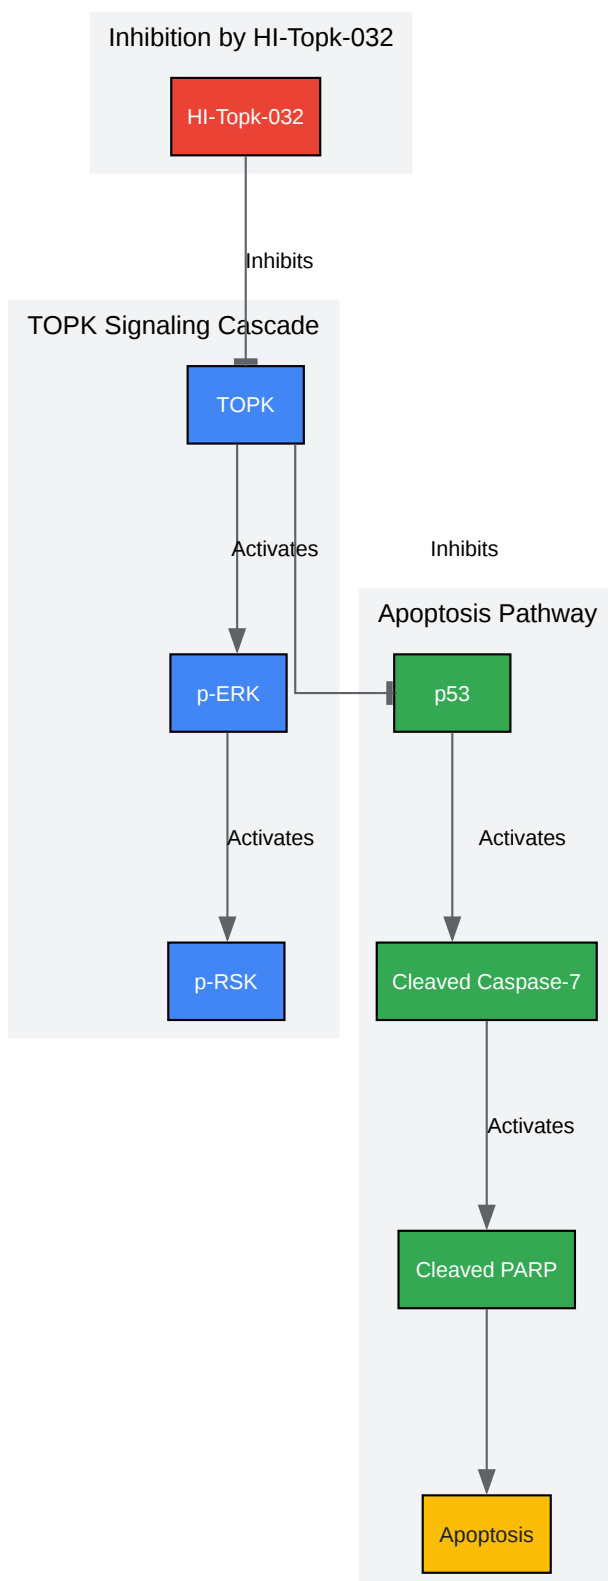 Inhibition by HI-Topk-032
HI-Topk-032
Inhibits
TOPK Signaling Cascade
TOPK
Activates
Inhibits
Apoptosis Pathway
p-ERK
p53
Activates
Activates
p-RSK
Cleaved Caspase-7
Activates
Cleaved PARP
Apoptosis